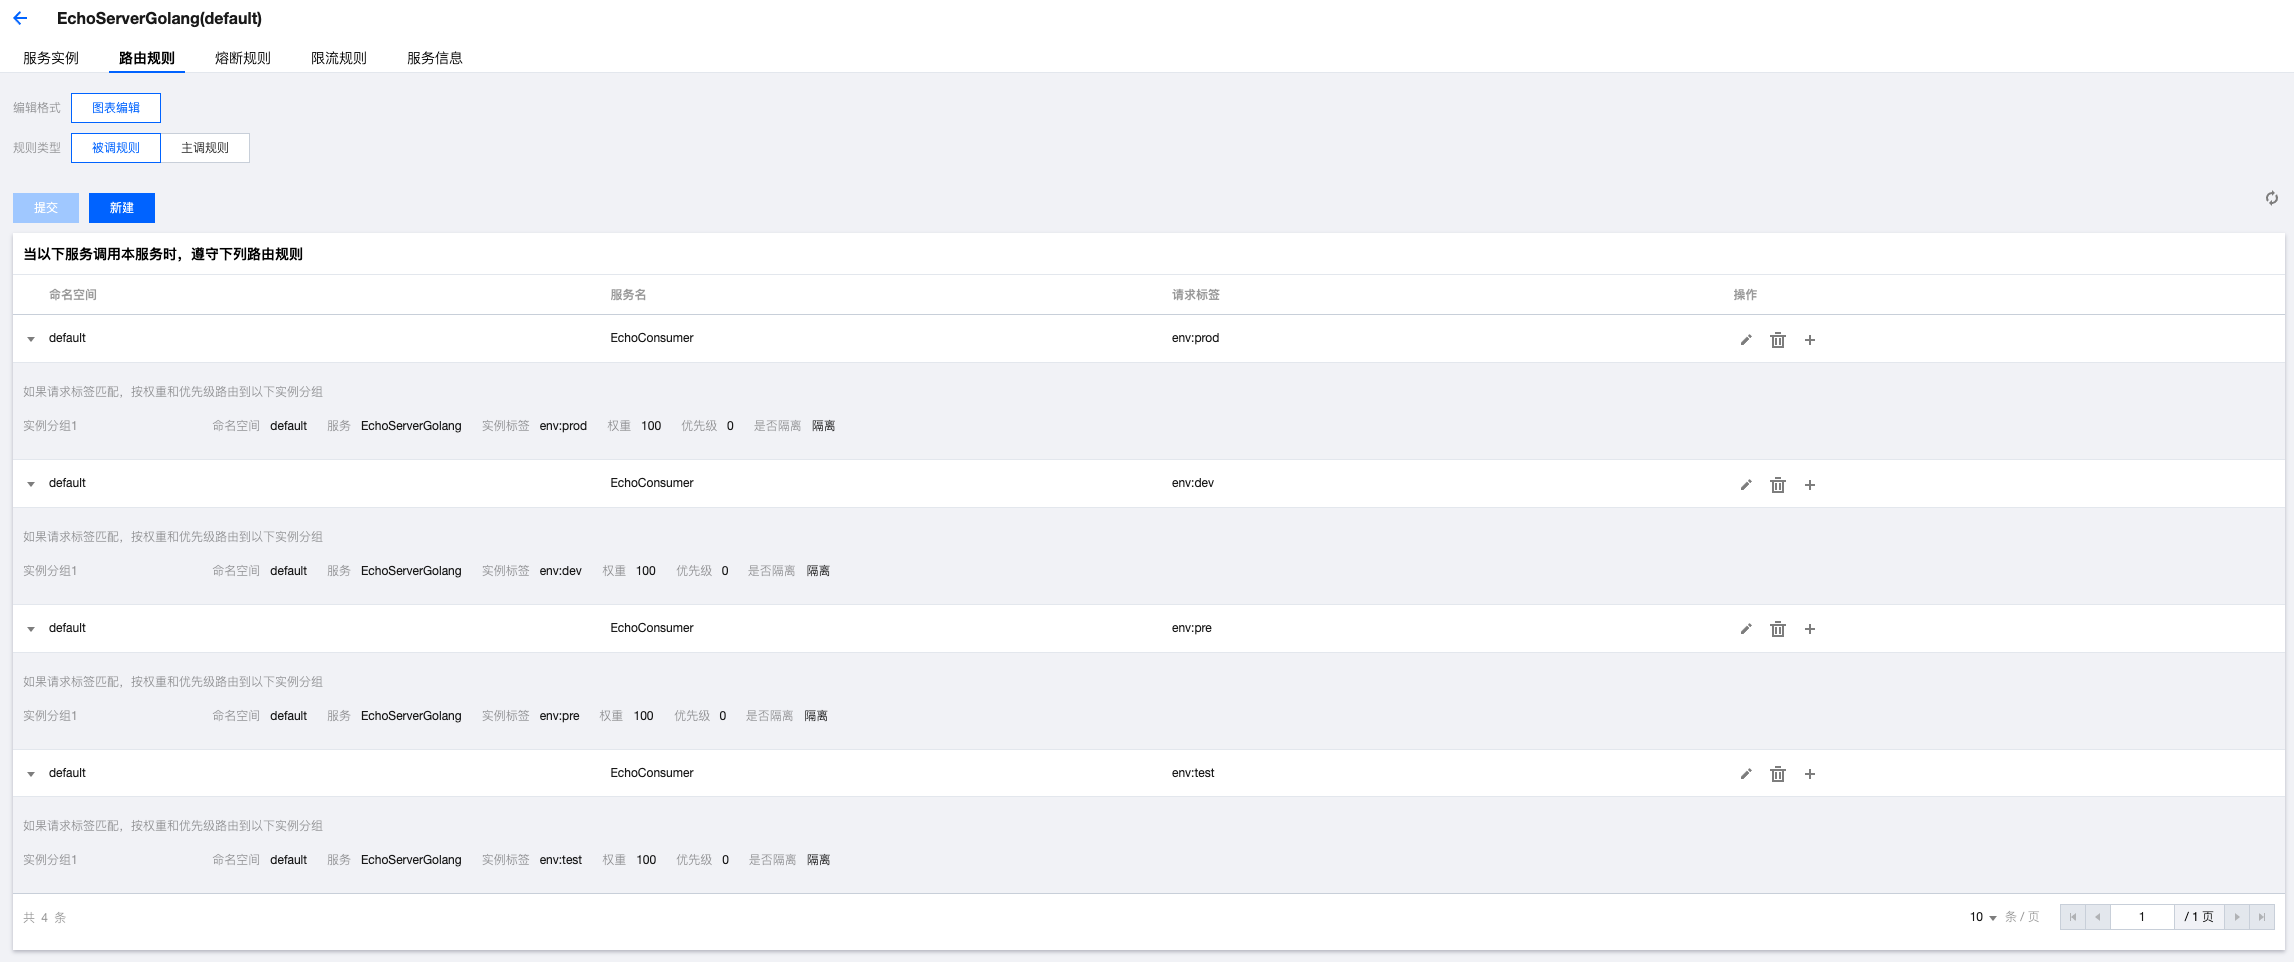 EchoServerGolang(default)
服务实例 路由规则 熔断规则 限流规则 服务信息
编辑格式 图表编辑
规则类型 被调规则 主调规则
提交 新建
当以下服务调用本服务时，遵守下列路由规则
命名空间 服务名 请求标签 操作
default EchoConsumer env:prod
如果请求标签匹配，按权重和优先级路由到以下实例分组
实例分组1 命名空间 default 服务 EchoServerGolang 实例标签 env:prod 权重 100 优先级 0 是否隔离 隔离
default EchoConsumer env:dev
如果请求标签匹配，按权重和优先级路由到以下实例分组
实例分组1 命名空间 default 服务 EchoServerGolang 实例标签 env:dev 权重 100 优先级 0 是否隔离 隔离
default EchoConsumer env:pre
如果请求标签匹配，按权重和优先级路由到以下实例分组
实例分组1 命名空间 default 服务 EchoServerGolang 实例标签 env:pre 权重 100 优先级 0 是否隔离 隔离
default EchoConsumer env:test
如果请求标签匹配，按权重和优先级路由到以下实例分组
实例分组1 命名空间 default 服务 EchoServerGolang 实例标签 env:test 权重 100 优先级 0 是否隔离 隔离
共 4 条 10 条 / 页 1 / 1 页